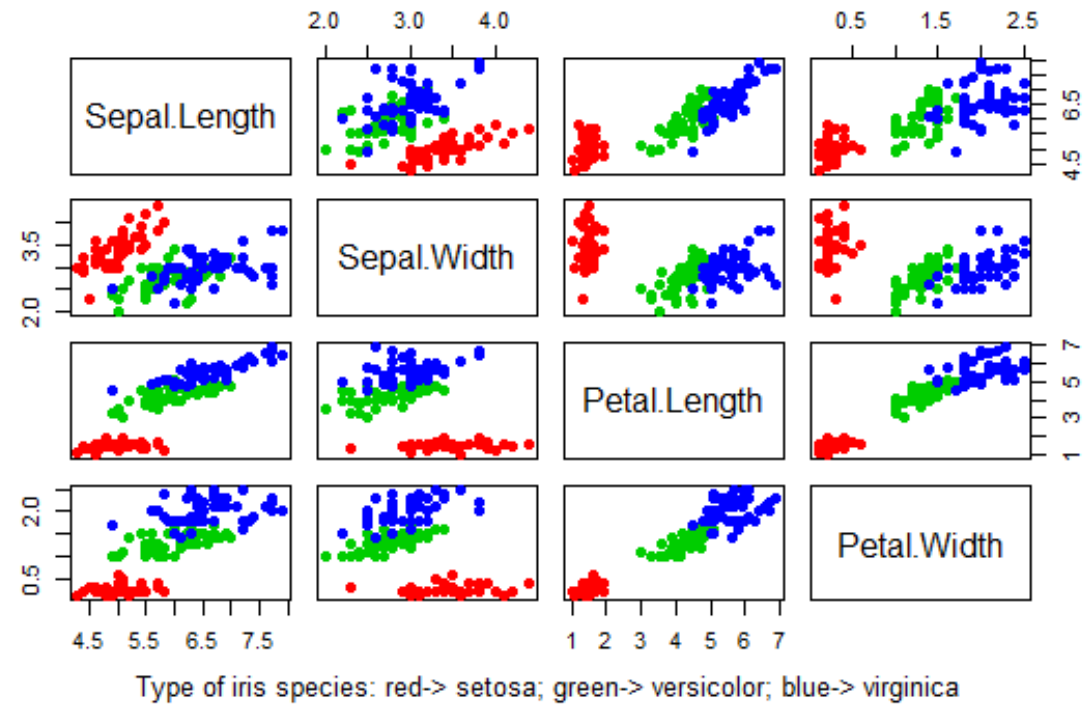 2.0 3.0 4.0 0.5 1.5 2.5
Sepal.Length
4.5 6.5
Sepal.Width
2.0 3.5
Petal.Length
1 3 5 7
Petal.Width
0.5 2.0
4.5 5.5 6.5 7.5 1 2 3 4 5 6 7
Type of iris species: red-> setosa; green-> versicolor; blue-> virginica